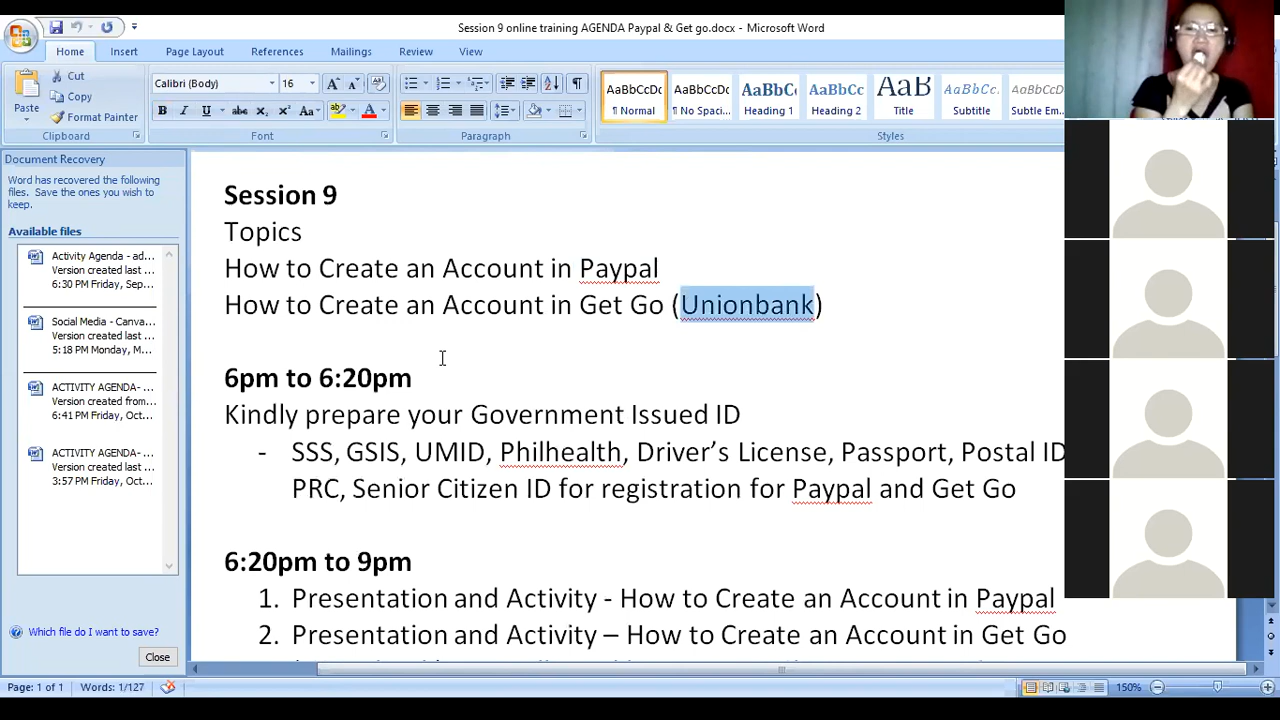 Session 9 online training AGENDA Paypal & Get go.docx - Microsoft Word
Home Insert Page Layout References Mailings Review View
Paste
Cut
Copy
Format Painter
Clipboard
Calibri (Body) 16
Font
Paragraph
AaBbCcDc AaBbCcDc AaBbC AaBbCc AaB AaBbCc. AaBbCcDc
¶ Normal ¶ No Spaci... Heading 1 Heading 2 Title Subtitle Subtle Em...
Styles
Document Recovery
Word has recovered the following
files. Save the ones you wish to
keep.
Available files
Activity Agenda - ad...
Version created last ...
6:30 PM Friday, Sep...
Social Media - Canva...
Version created last ...
5:18 PM Monday, M...
ACTIVITY AGENDA- ...
Version created from...
6:41 PM Friday, Oct...
ACTIVITY AGENDA- ...
Version created last ...
3:57 PM Friday, Oct...
Which file do I want to save?
Close
Session 9
Topics
How to Create an Account in Paypal
How to Create an Account in Get Go (Unionbank)
6pm to 6:20pm
Kindly prepare your Government Issued ID
- SSS, GSIS, UMID, Philhealth, Driver’s License, Passport, Postal ID
PRC, Senior Citizen ID for registration for Paypal and Get Go
6:20pm to 9pm
1. Presentation and Activity - How to Create an Account in Paypal
2. Presentation and Activity – How to Create an Account in Get Go
Page: 1 of 1 Words: 1/127 150%